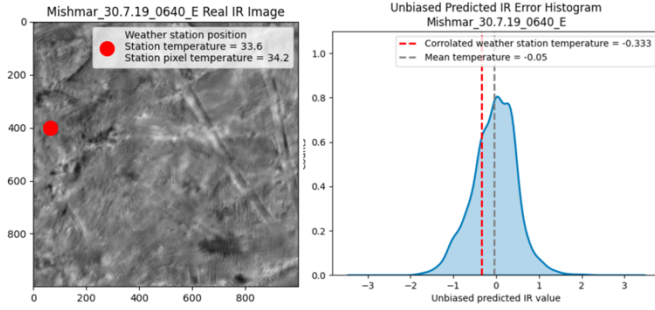 Mishmar_30.7.19_0640_E Real IR Image
Weather station position
Station temperature = 33.6
Station pixel temperature = 34.2
0
200
400
600
800
0
200
400
600
800
Unbiased Predicted IR Error Histogram
Mishmar_30.7.19_0640_E
Corrolated weather station temperature = -0.333
Mean temperature = -0.05
1.0
0.8
0.6
0.4
0.2
0.0
-3
-2
-1
0
1
2
3
Unbiased predicted IR value